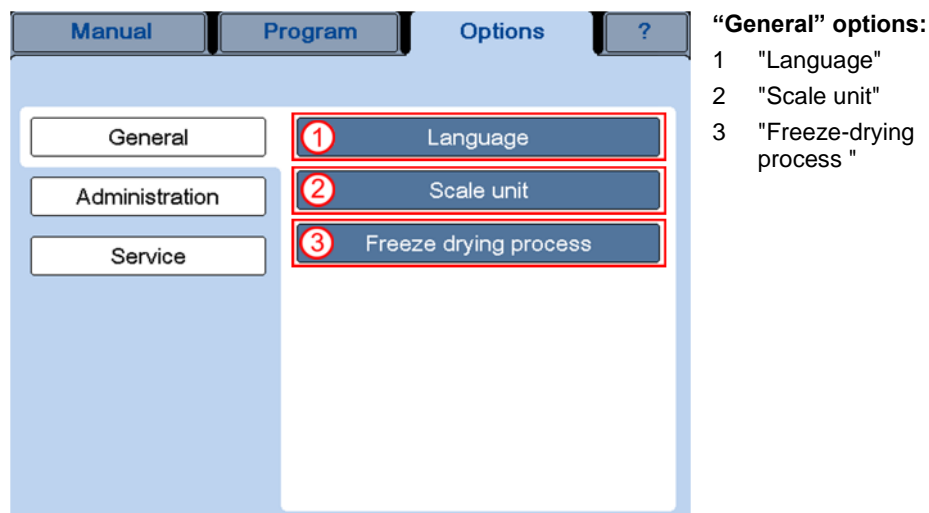 Manual Program Options ?
General
Administration
Service
1 Language
2 Scale unit
3 Freeze drying process
“General” options:
1 "Language"
2 "Scale unit"
3 "Freeze-drying
process "